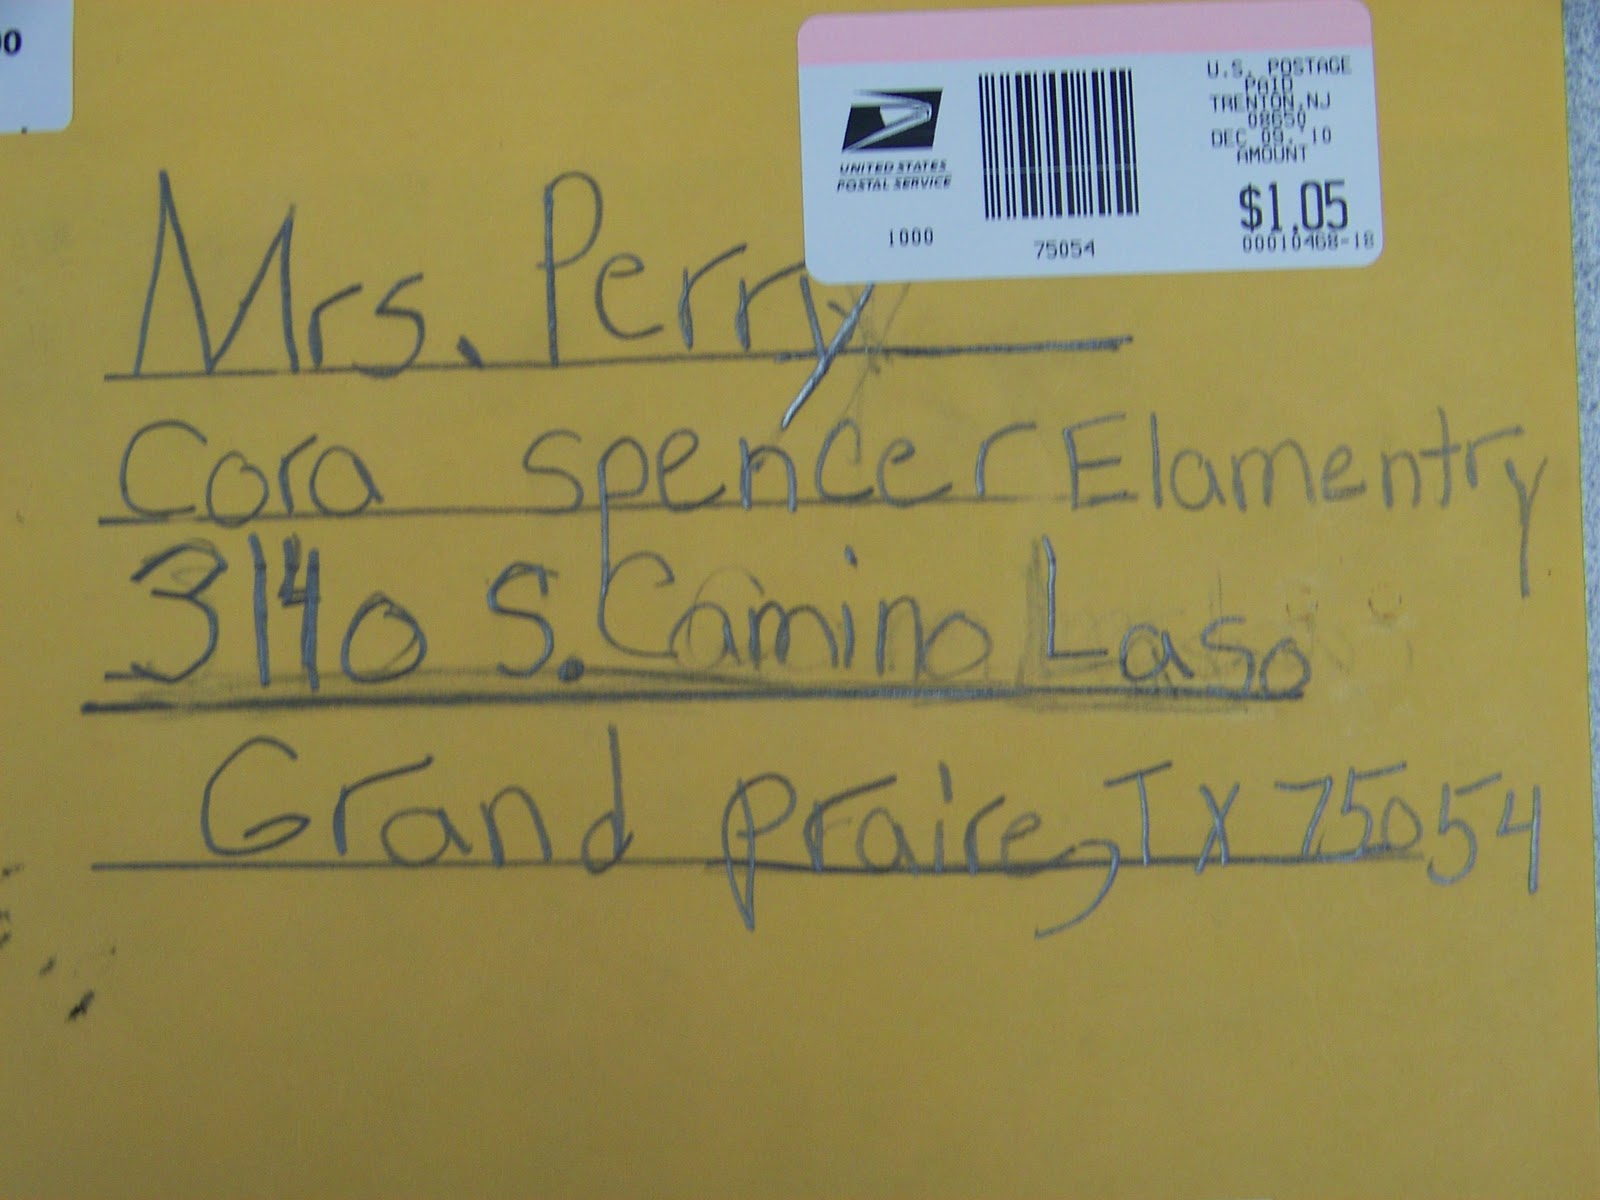 00
U.S. POSTAGE
PAID
TRENTON,NJ
08650
DEC 09, 10
AMOUNT
$1.05
00010468-18
UNITED STATES
POSTAL SERVICE
1000
75054
Mrs. Perry
Cora spencer Elamentry
3140 S. Camino Laso
Grand praire, TX 75054